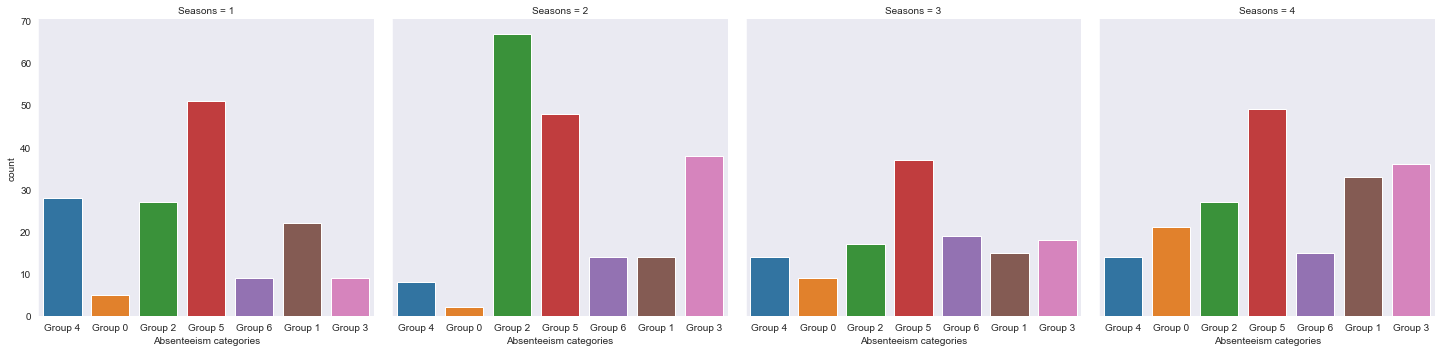 Seasons = 1
Seasons = 2
Seasons = 3
Seasons = 4
70
60
50
40
30
20
10
0
count
Group 4 Group 0 Group 2 Group 5 Group 6 Group 1 Group 3
Absenteeism categories
Group 4 Group 0 Group 2 Group 5 Group 6 Group 1 Group 3
Absenteeism categories
Group 4 Group 0 Group 2 Group 5 Group 6 Group 1 Group 3
Absenteeism categories
Group 4 Group 0 Group 2 Group 5 Group 6 Group 1 Group 3
Absenteeism categories